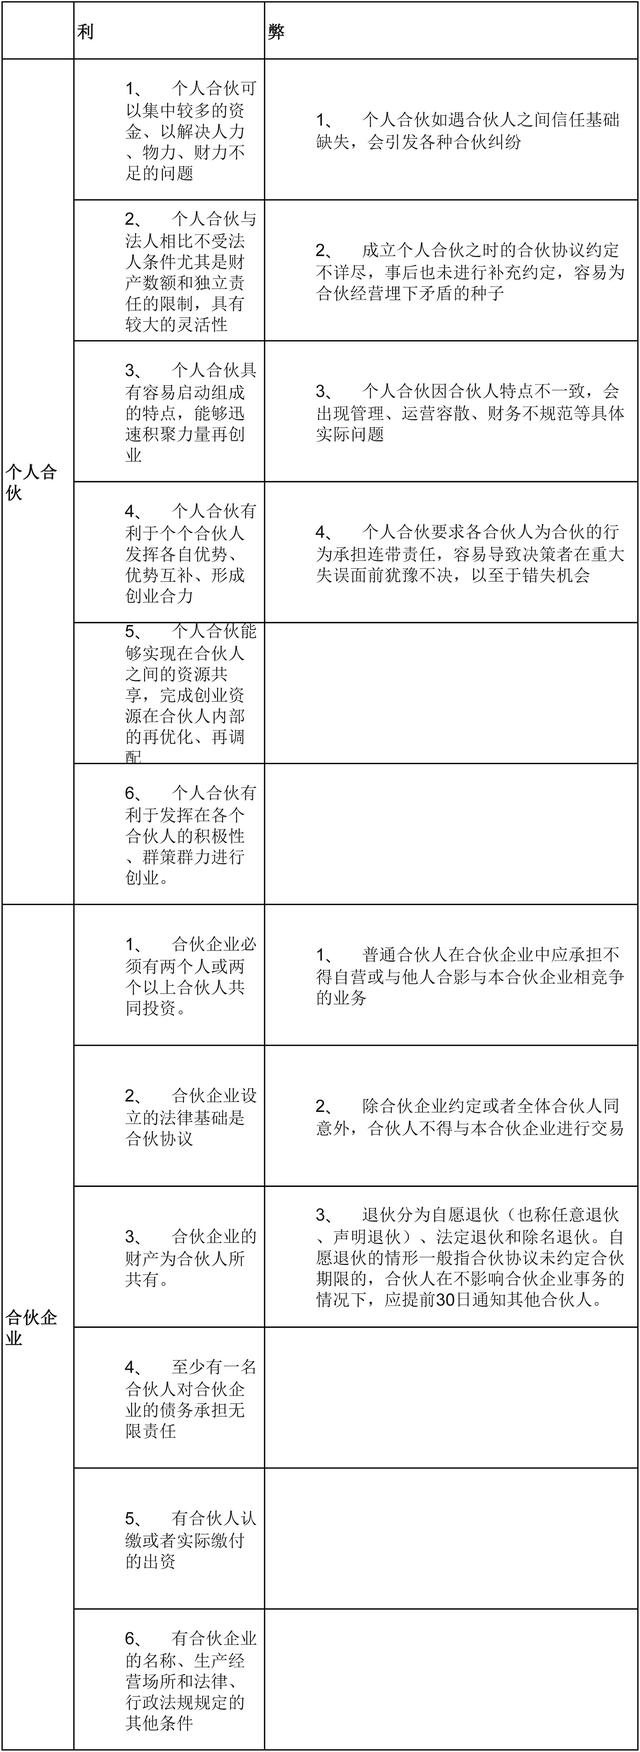 利
弊
个人合伙
1、 个人合伙可
以集中较多的资
金、以解决人力
、物力、财力不
足的问题
1、 个人合伙如遇合伙人之间信任基础
缺失，会引发各种合伙纠纷
2、 个人合伙与
法人相比不受法
人条件尤其是财
产数额和独立责
任的限制，具有
较大的灵活性
2、 成立个人合伙之时的合伙协议约定
不详尽，事后也未进行补充约定，容易为
合伙经营埋下矛盾的种子
3、 个人合伙具
有容易启动组成
的特点，能够迅
速积聚力量再创
业
3、 个人合伙因合伙人特点不一致，会
出现管理、运营容散、财务不规范等具体
实际问题
4、 个人合伙有
利于个个合伙人
发挥各自优势、
优势互补、形成
创业合力
4、 个人合伙要求各合伙人为合伙的行
为承担连带责任，容易导致决策者在重大
失误面前犹豫不决，以至于错失机会
5、 个人合伙能
够实现在合伙人
之间的资源共
享，完成创业资
源在合伙人内部
的再优化、再调
配
6、 个人合伙有
利于发挥在各个
合伙人的积极性
、群策群力进行
创业。
合伙企业
1、 合伙企业必
须有两个人或两
个以上合伙人共
同投资。
1、 普通合伙人在合伙企业中应承担不
得自营或与他人合影与本合伙企业相竞争
的业务
2、 合伙企业设
立的法律基础是
合伙协议
2、 除合伙企业约定或者全体合伙人同
意外，合伙人不得与本合伙企业进行交易
3、 合伙企业的
财产为合伙人所
共有。
3、 退伙分为自愿退伙（也称任意退伙
、声明退伙）、法定退伙和除名退伙。自
愿退伙的情形一般指合伙协议未约定合伙
期限的，合伙人在不影响合伙企业事务的
情况下，应提前30日通知其他合伙人。
4、 至少有一名
合伙人对合伙企
业的债务承担无
限责任
5、 有合伙人认
缴或者实际缴付
的出资
6、 有合伙企业
的名称、生产经
营场所和法律、
行政法规规定的
其他条件